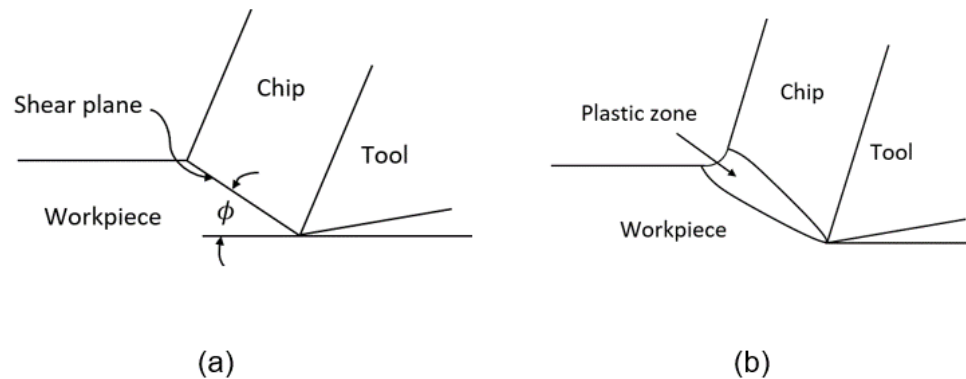 Chip
Shear plane
Tool
Workpiece
ϕ
(a)
Chip
Plastic zone
Tool
Workpiece
(b)